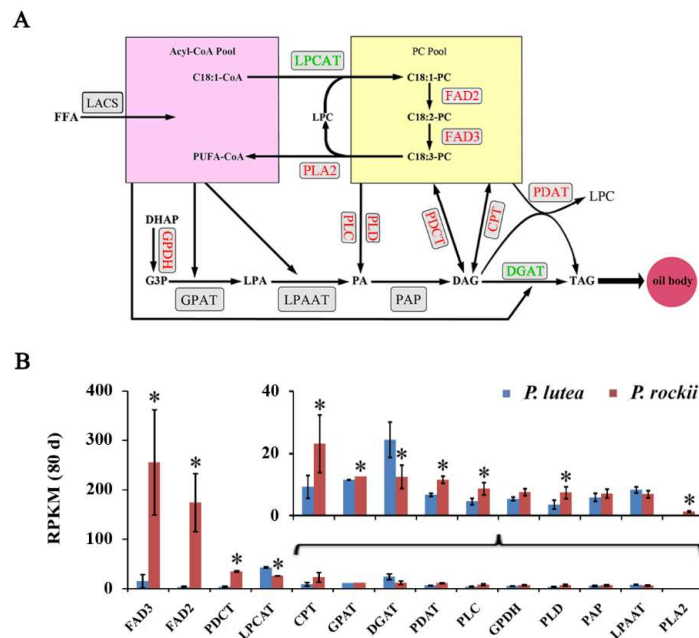 A
Acyl-CoA Pool
PC Pool
C18:1-CoA
LPCAT
C18:1-PC
FAD2
LACS
FFA
LPC
C18:2-PC
FAD3
PUFA-CoA
PLA2
C18:3-PC
PDAT
LPC
DHAP
GPDH
PLC
PLD
PDCT
CPT
DGAT
G3P
GPAT
LPA
LPAAT
PA
PAP
DAG
TAG
oil body
B
P. lutea
P. rockii
RPKM (80 d)
400
300
200
100
0
40
20
0
* * * * * * * * * * *
FAD3 FAD2 PDCT LPCAT CPT GPAT DGAT PDAT PLC GPDH PLD PAP LPAAT PLA2